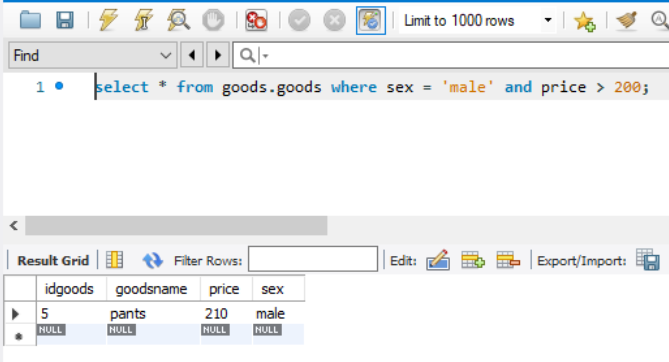 Limit to 1000 rows
Find
1 select * from goods.goods where sex = 'male' and price > 200;
Result Grid Filter Rows: Edit: Export/Import:
idgoods goodsname price sex
5 pants 210 male
NULL NULL NULL NULL